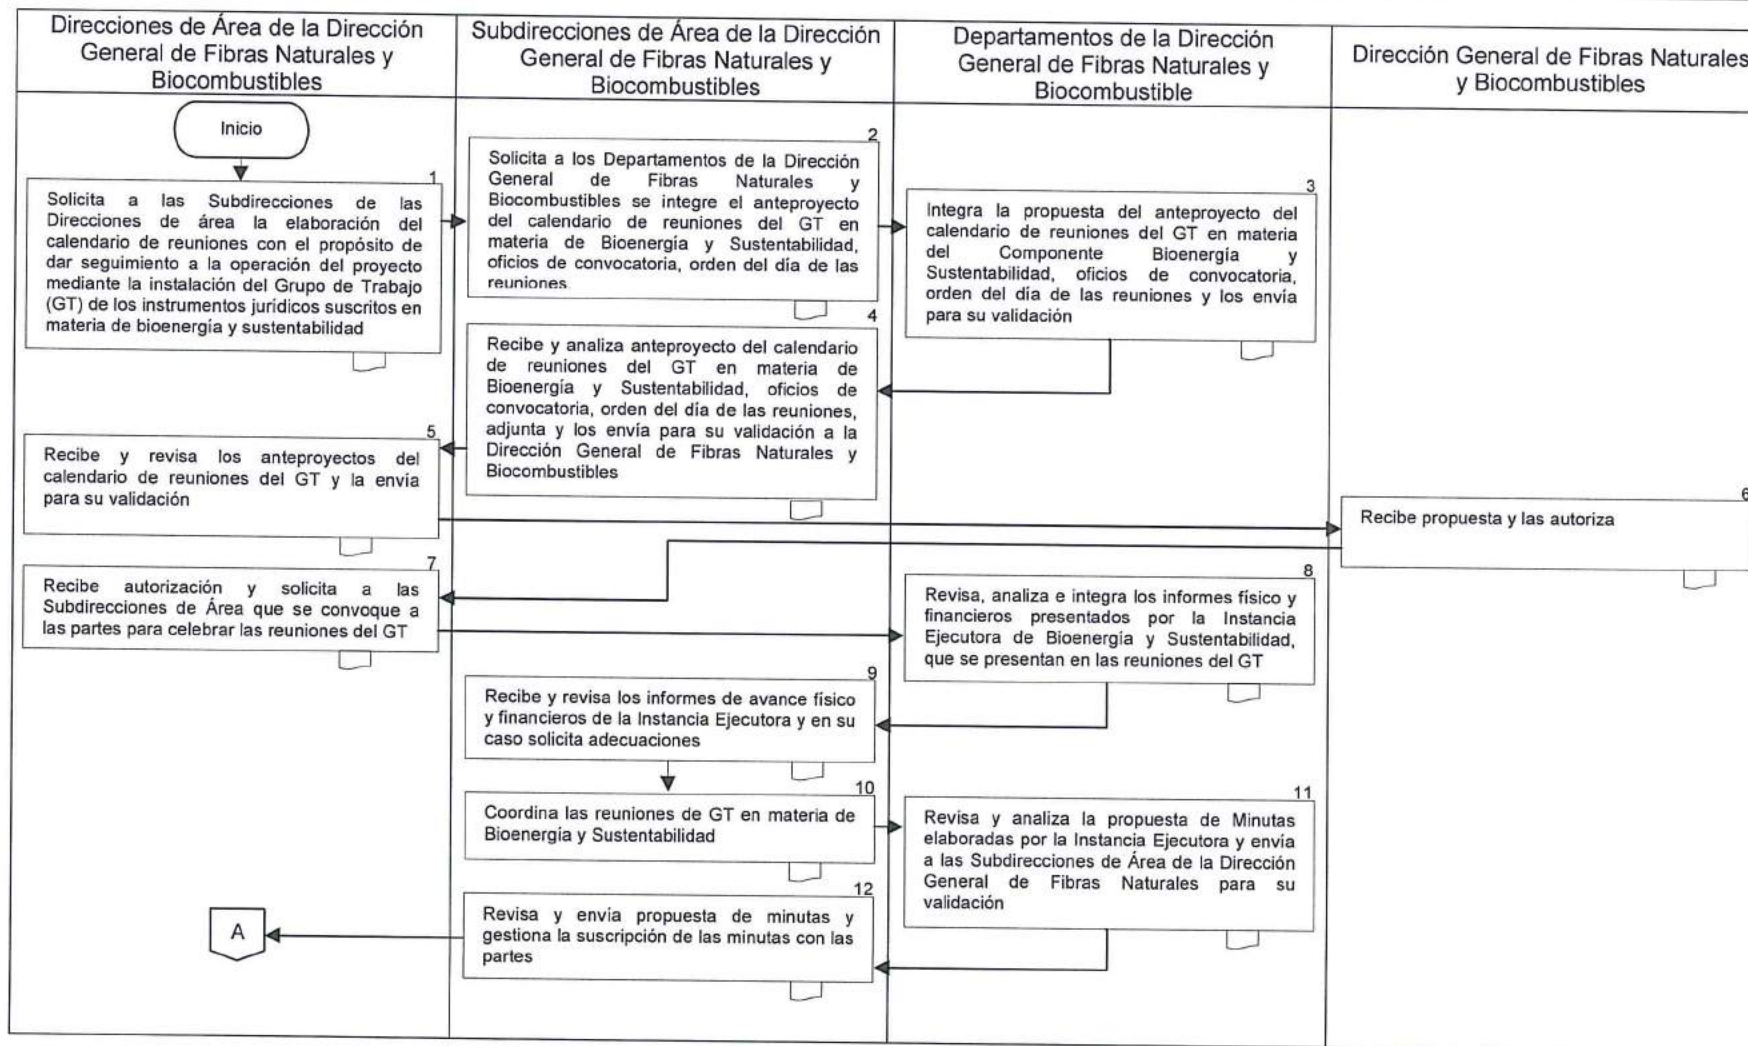 Direcciones de Área de la Dirección
General de Fibras Naturales y
Biocombustibles
Subdirecciones de Área de la Dirección
General de Fibras Naturales y
Biocombustibles
Departamentos de la Dirección
General de Fibras Naturales y
Biocombustible
Dirección General de Fibras Naturales
y Biocombustibles
Inicio
1
Solicita a las Subdirecciones de las
Direcciones de área la elaboración del
calendario de reuniones con el propósito de
dar seguimiento a la operación del proyecto
mediante la instalación del Grupo de Trabajo
(GT) de los instrumentos jurídicos suscritos en
materia de bioenergía y sustentabilidad
2
Solicita a los Departamentos de la Dirección
General de Fibras Naturales y
Biocombustibles se integre el anteproyecto
del calendario de reuniones del GT en
materia de Bioenergía y Sustentabilidad,
oficios de convocatoria, orden del día de las
reuniones.
3
Integra la propuesta del anteproyecto del
calendario de reuniones del GT en materia
del Componente Bioenergía y
Sustentabilidad, oficios de convocatoria,
orden del día de las reuniones y los envía
para su validación
4
Recibe y analiza anteproyecto del calendario
de reuniones del GT en materia de
Bioenergía y Sustentabilidad, oficios de
convocatoria, orden del día de las reuniones,
adjunta y los envía para su validación a la
Dirección General de Fibras Naturales y
Biocombustibles
5
Recibe y revisa los anteproyectos del
calendario de reuniones del GT y la envía
para su validación
6
Recibe propuesta y las autoriza
7
Recibe autorización y solicita a las
Subdirecciones de Área que se convoque a
las partes para celebrar las reuniones del GT
8
Revisa, analiza e integra los informes físico y
financieros presentados por la Instancia
Ejecutora de Bioenergía y Sustentabilidad,
que se presentan en las reuniones del GT
9
Recibe y revisa los informes de avance físico
y financieros de la Instancia Ejecutora y en su
caso solicita adecuaciones
10
Coordina las reuniones de GT en materia de
Bioenergía y Sustentabilidad
11
Revisa y analiza la propuesta de Minutas
elaboradas por la Instancia Ejecutora y envía
a las Subdirecciones de Área de la Dirección
General de Fibras Naturales para su
validación
12
Revisa y envía propuesta de minutas y
gestiona la suscripción de las minutas con las
partes
A